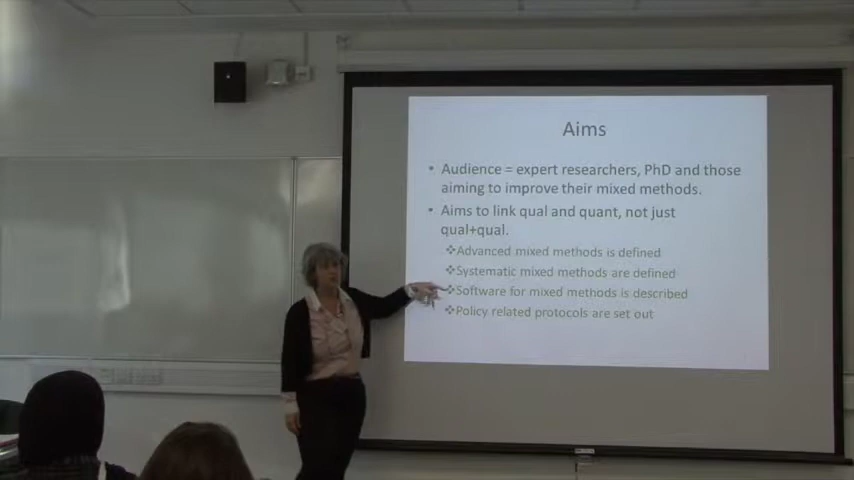 Aims
• Audience = expert researchers, PhD and those
aiming to improve their mixed methods.
• Aims to link qual and quant, not just
qual+qual.
❖Advanced mixed methods is defined
❖Systematic mixed methods are defined
❖Software for mixed methods is described
❖Policy related protocols are set out